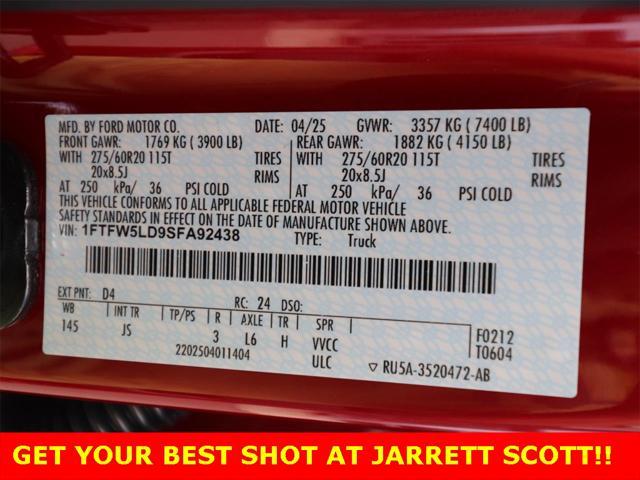 MFD. BY FORD MOTOR CO. DATE: 04/25 GVWR: 3357 KG ( 7400 LB)
FRONT GAWR: 1769 KG ( 3900 LB) REAR GAWR: 1882 KG ( 4150 LB)
WITH 275/60R20 115T TIRES WITH 275/60R20 115T TIRES
20x8.5J RIMS 20x8.5J RIMS
AT 250 kPa/ 36 PSI COLD AT 250 kPa/ 36 PSI COLD
THIS VEHICLE CONFORMS TO ALL APPLICABLE FEDERAL MOTOR VEHICLE
SAFETY STANDARDS IN EFFECT ON THE DATE OF MANUFACTURE SHOWN ABOVE.
VIN: 1FTFW5LD9SFA92438 TYPE: Truck
EXT PNT: D4 RC: 24 DSO:
WB INT TR TP/PS R AXLE TR SPR F0212
145 JS 3 L6 H VVCC T0604
2202504011404 ULC ▽ RU5A-3520472-AB
GET YOUR BEST SHOT AT JARRETT SCOTT!!